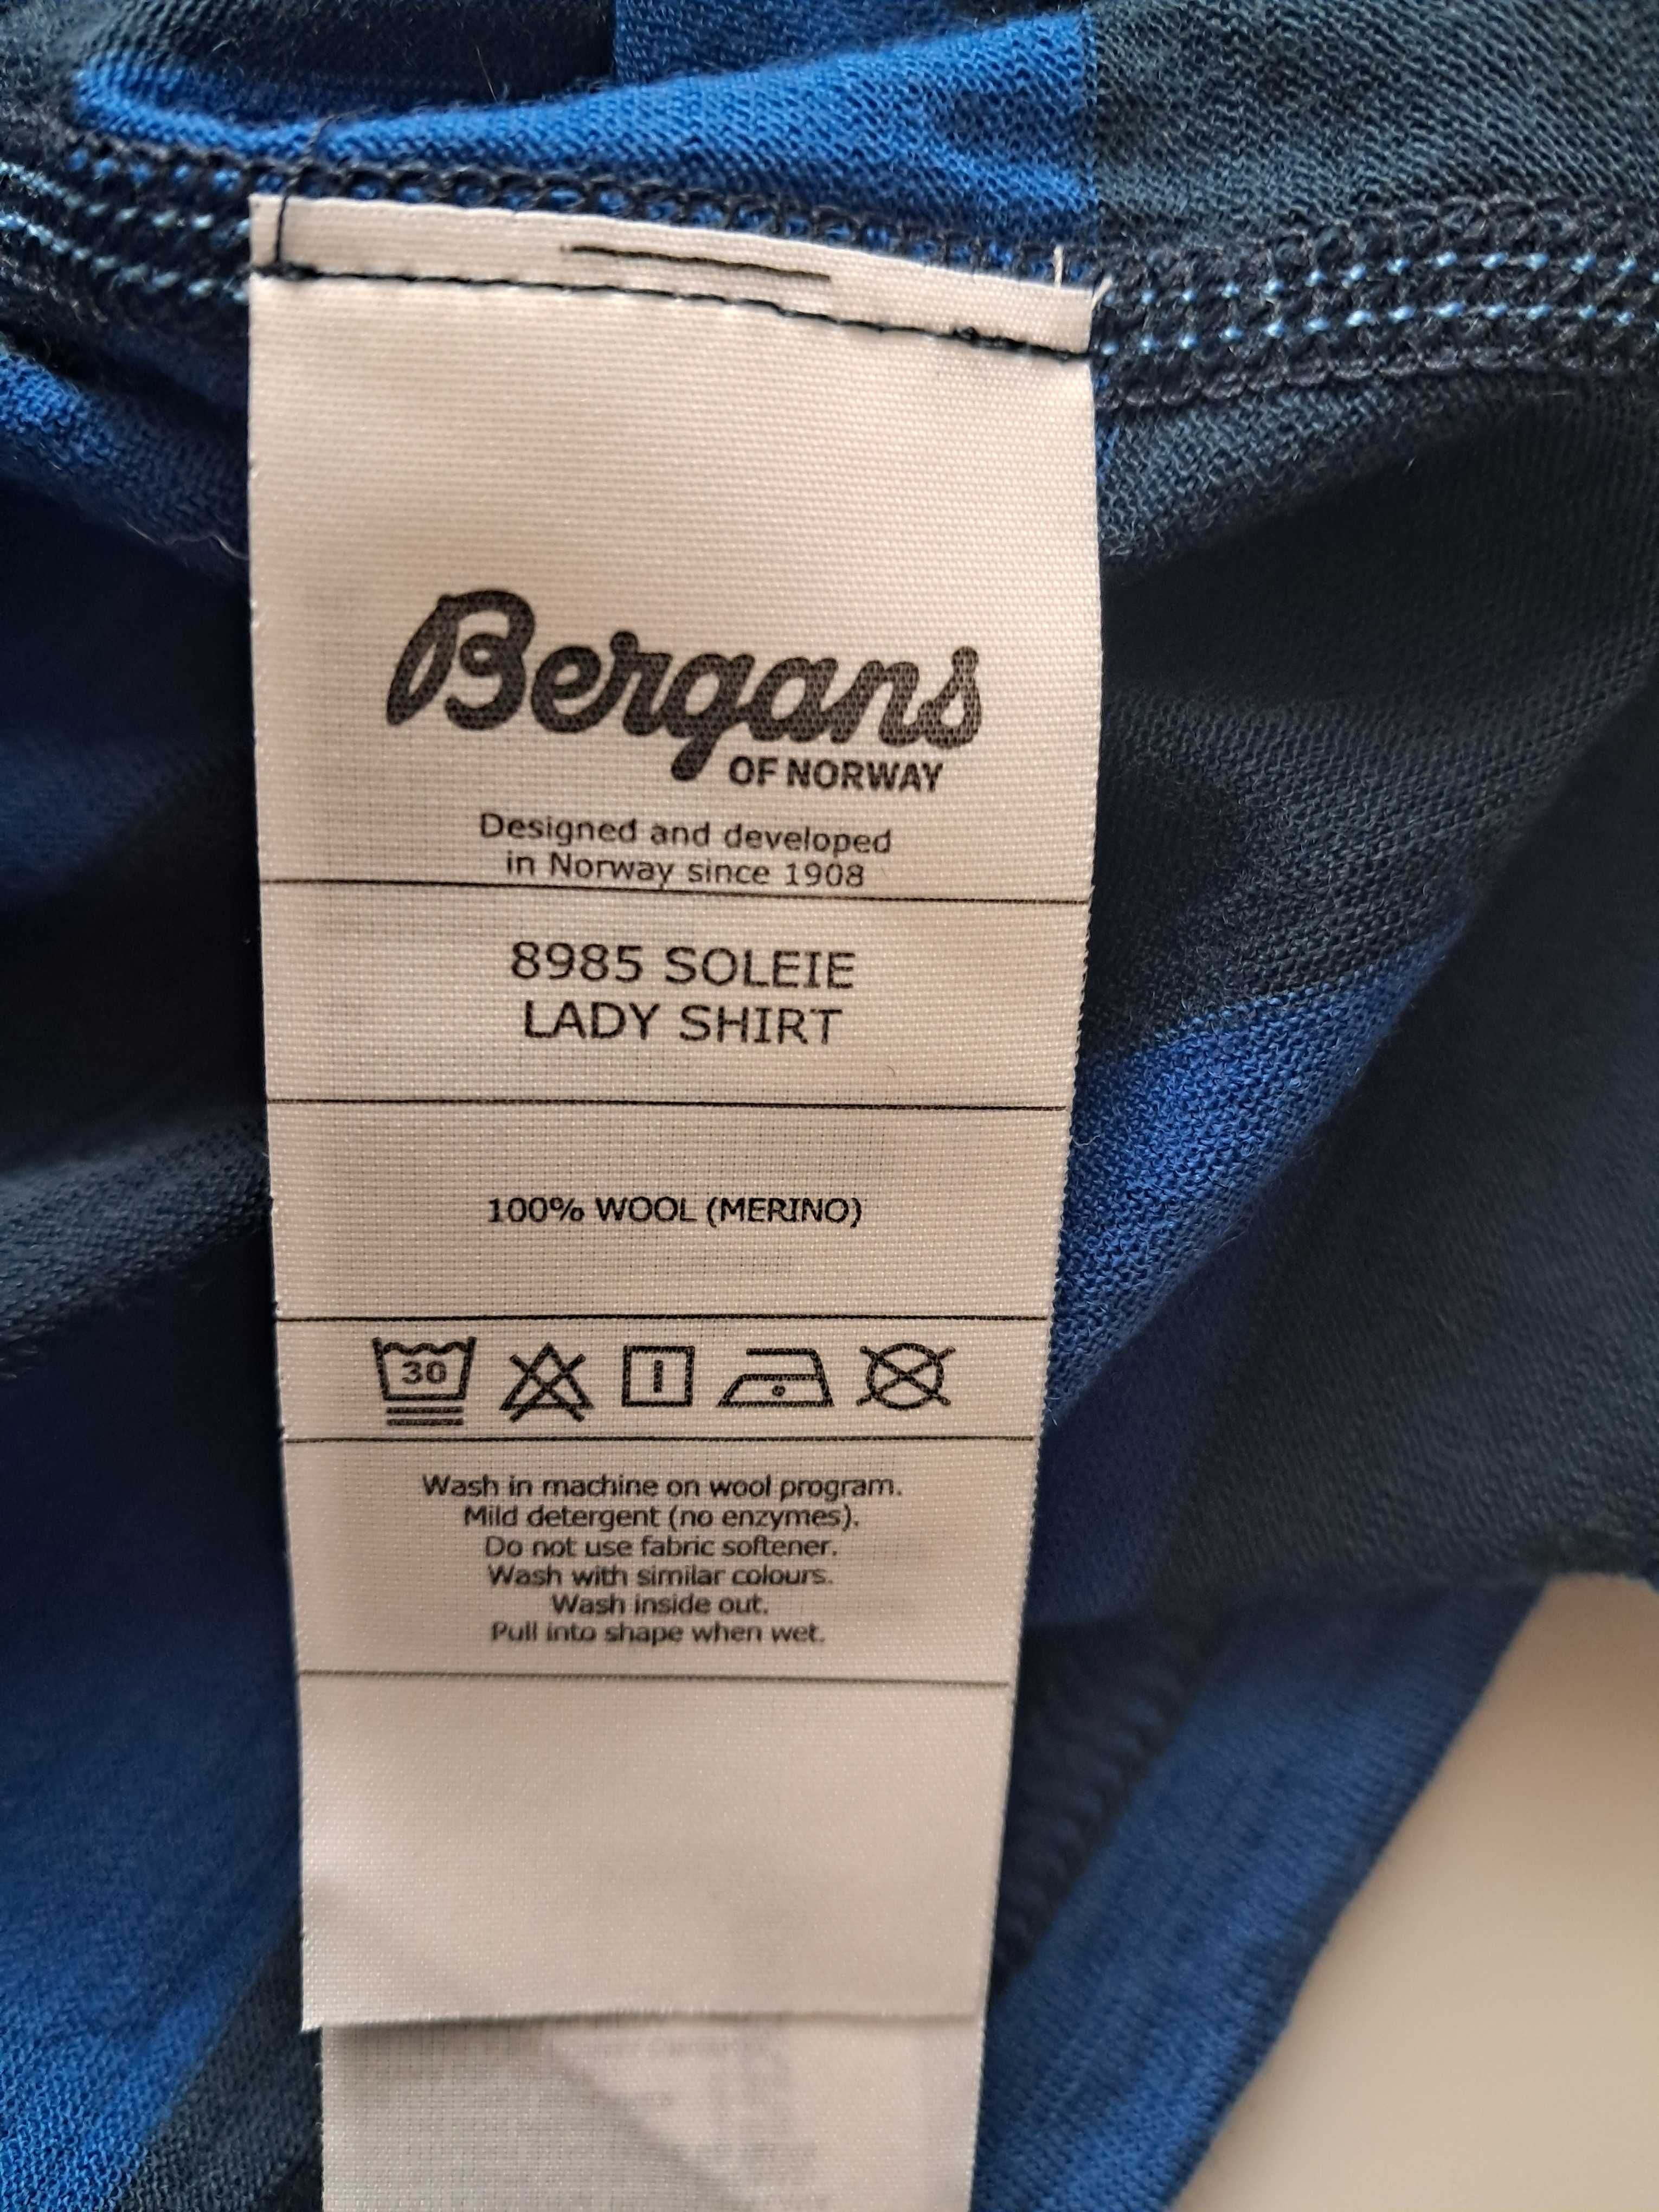 Bergans
OF NORWAY
Designed and developed
in Norway since 1908
8985 SOLEIE
LADY SHIRT
100% WOOL (MERINO)
30
Wash in machine on wool program.
Mild detergent (no enzymes).
Do not use fabric softener.
Wash with similar colours.
Wash inside out.
Pull into shape when wet.